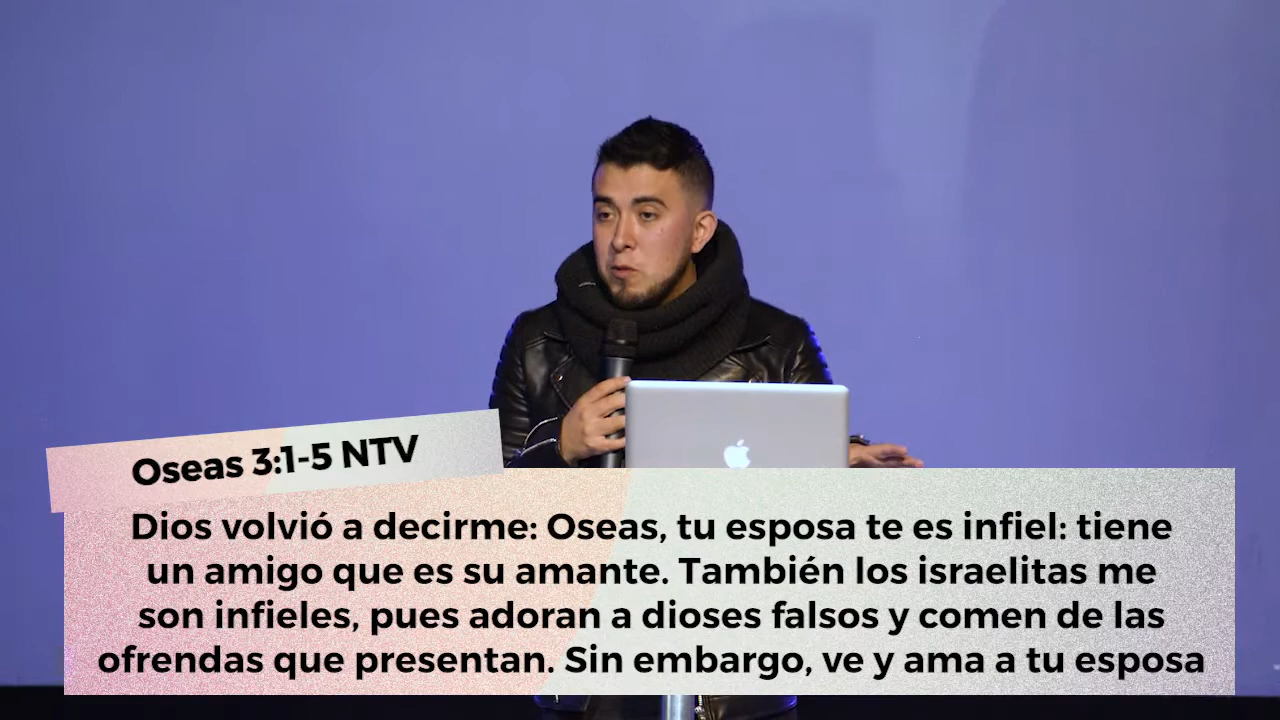 Oseas 3:1-5 NTV
Dios volvió a decirme: Oseas, tu esposa te es infiel: tiene
un amigo que es su amante. También los israelitas me
son infieles, pues adoran a dioses falsos y comen de las
ofrendas que presentan. Sin embargo, ve y ama a tu esposa